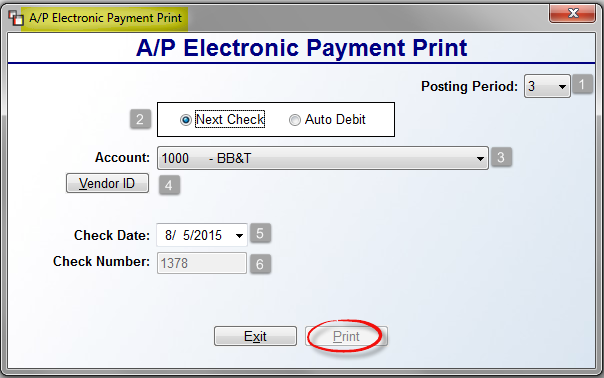 A/P Electronic Payment Print
A/P Electronic Payment Print
Posting Period: 3 1
2 Next Check Auto Debit
Account: 1000 - BB&T 3
Vendor ID 4
Check Date: 8/ 5/2015 5
Check Number: 1378 6
Exit Print